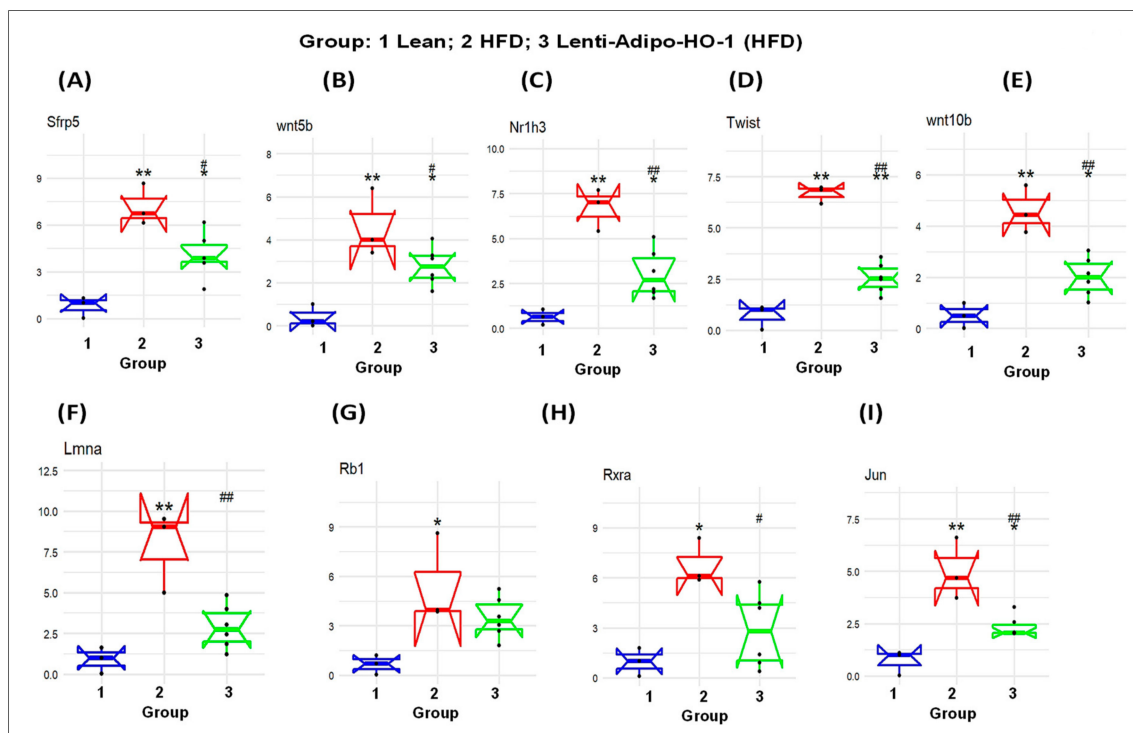 Group: 1 Lean; 2 HFD; 3 Lenti-Adipo-HO-1 (HFD)
(A)
Sfrp5
9
6
3
0
**
#
*
1 2 3
Group
(B)
wnt5b
8
6
4
2
0
**
#
*
1 2 3
Group
(C)
Nr1h3
10.0
7.5
5.0
2.5
0.0
**
##
*
1 2 3
Group
(D)
Twist
7.5
5.0
2.5
0.0
**
##
**
1 2 3
Group
(E)
wnt10b
6
4
2
0
**
##
*
1 2 3
Group
(F)
Lmna
12.5
10.0
7.5
5.0
2.5
0.0
**
##
1 2 3
Group
(G)
Rb1
9
6
3
0
*
1 2 3
Group
(H)
Rxra
9
6
3
0
*
#
1 2 3
Group
(I)
Jun
7.5
5.0
2.5
0.0
**
##
*
1 2 3
Group